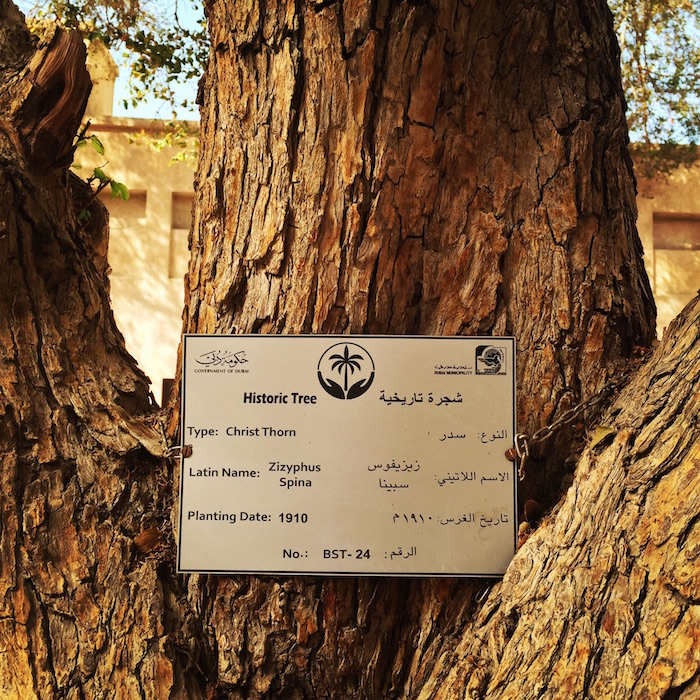 حكومة دبي
GOVERNMENT OF DUBAI
بلدية دبي
DUBAI MUNICIPALITY
Historic Tree شجرة تاريخية
Type: Christ Thorn النوع: سدر
Latin Name: Zizyphus Spina الاسم اللاتيني: زيزيفوس سبينا
Planting Date: 1910 تاريخ الغرس: ١٩١٠م
No.: BST- 24 الرقم: